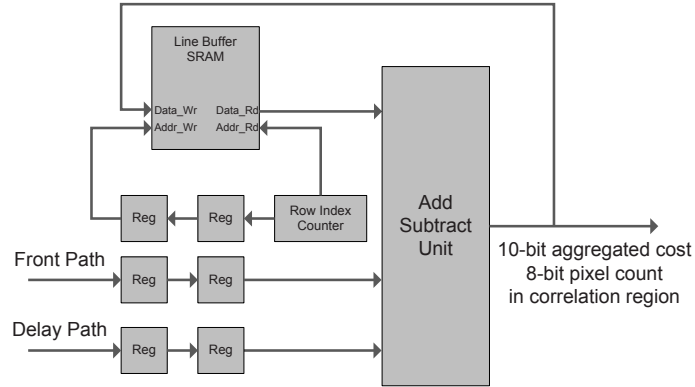 Line Buffer
SRAM
Data_Wr Data_Rd
Addr_Wr Addr_Rd
Reg
Reg
Row Index
Counter
Add
Subtract
Unit
10-bit aggregated cost
8-bit pixel count
in correlation region
Front Path
Reg
Reg
Delay Path
Reg
Reg